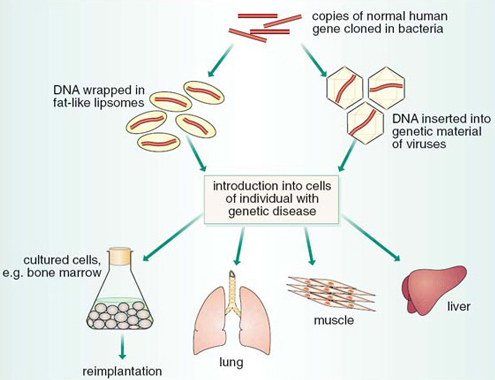 copies of normal human
gene cloned in bacteria
DNA wrapped in
fat-like lipsomes
DNA inserted into
genetic material
of viruses
introduction into cells
of individual with
genetic disease
cultured cells,
e.g. bone marrow
reimplantation
lung
muscle
liver